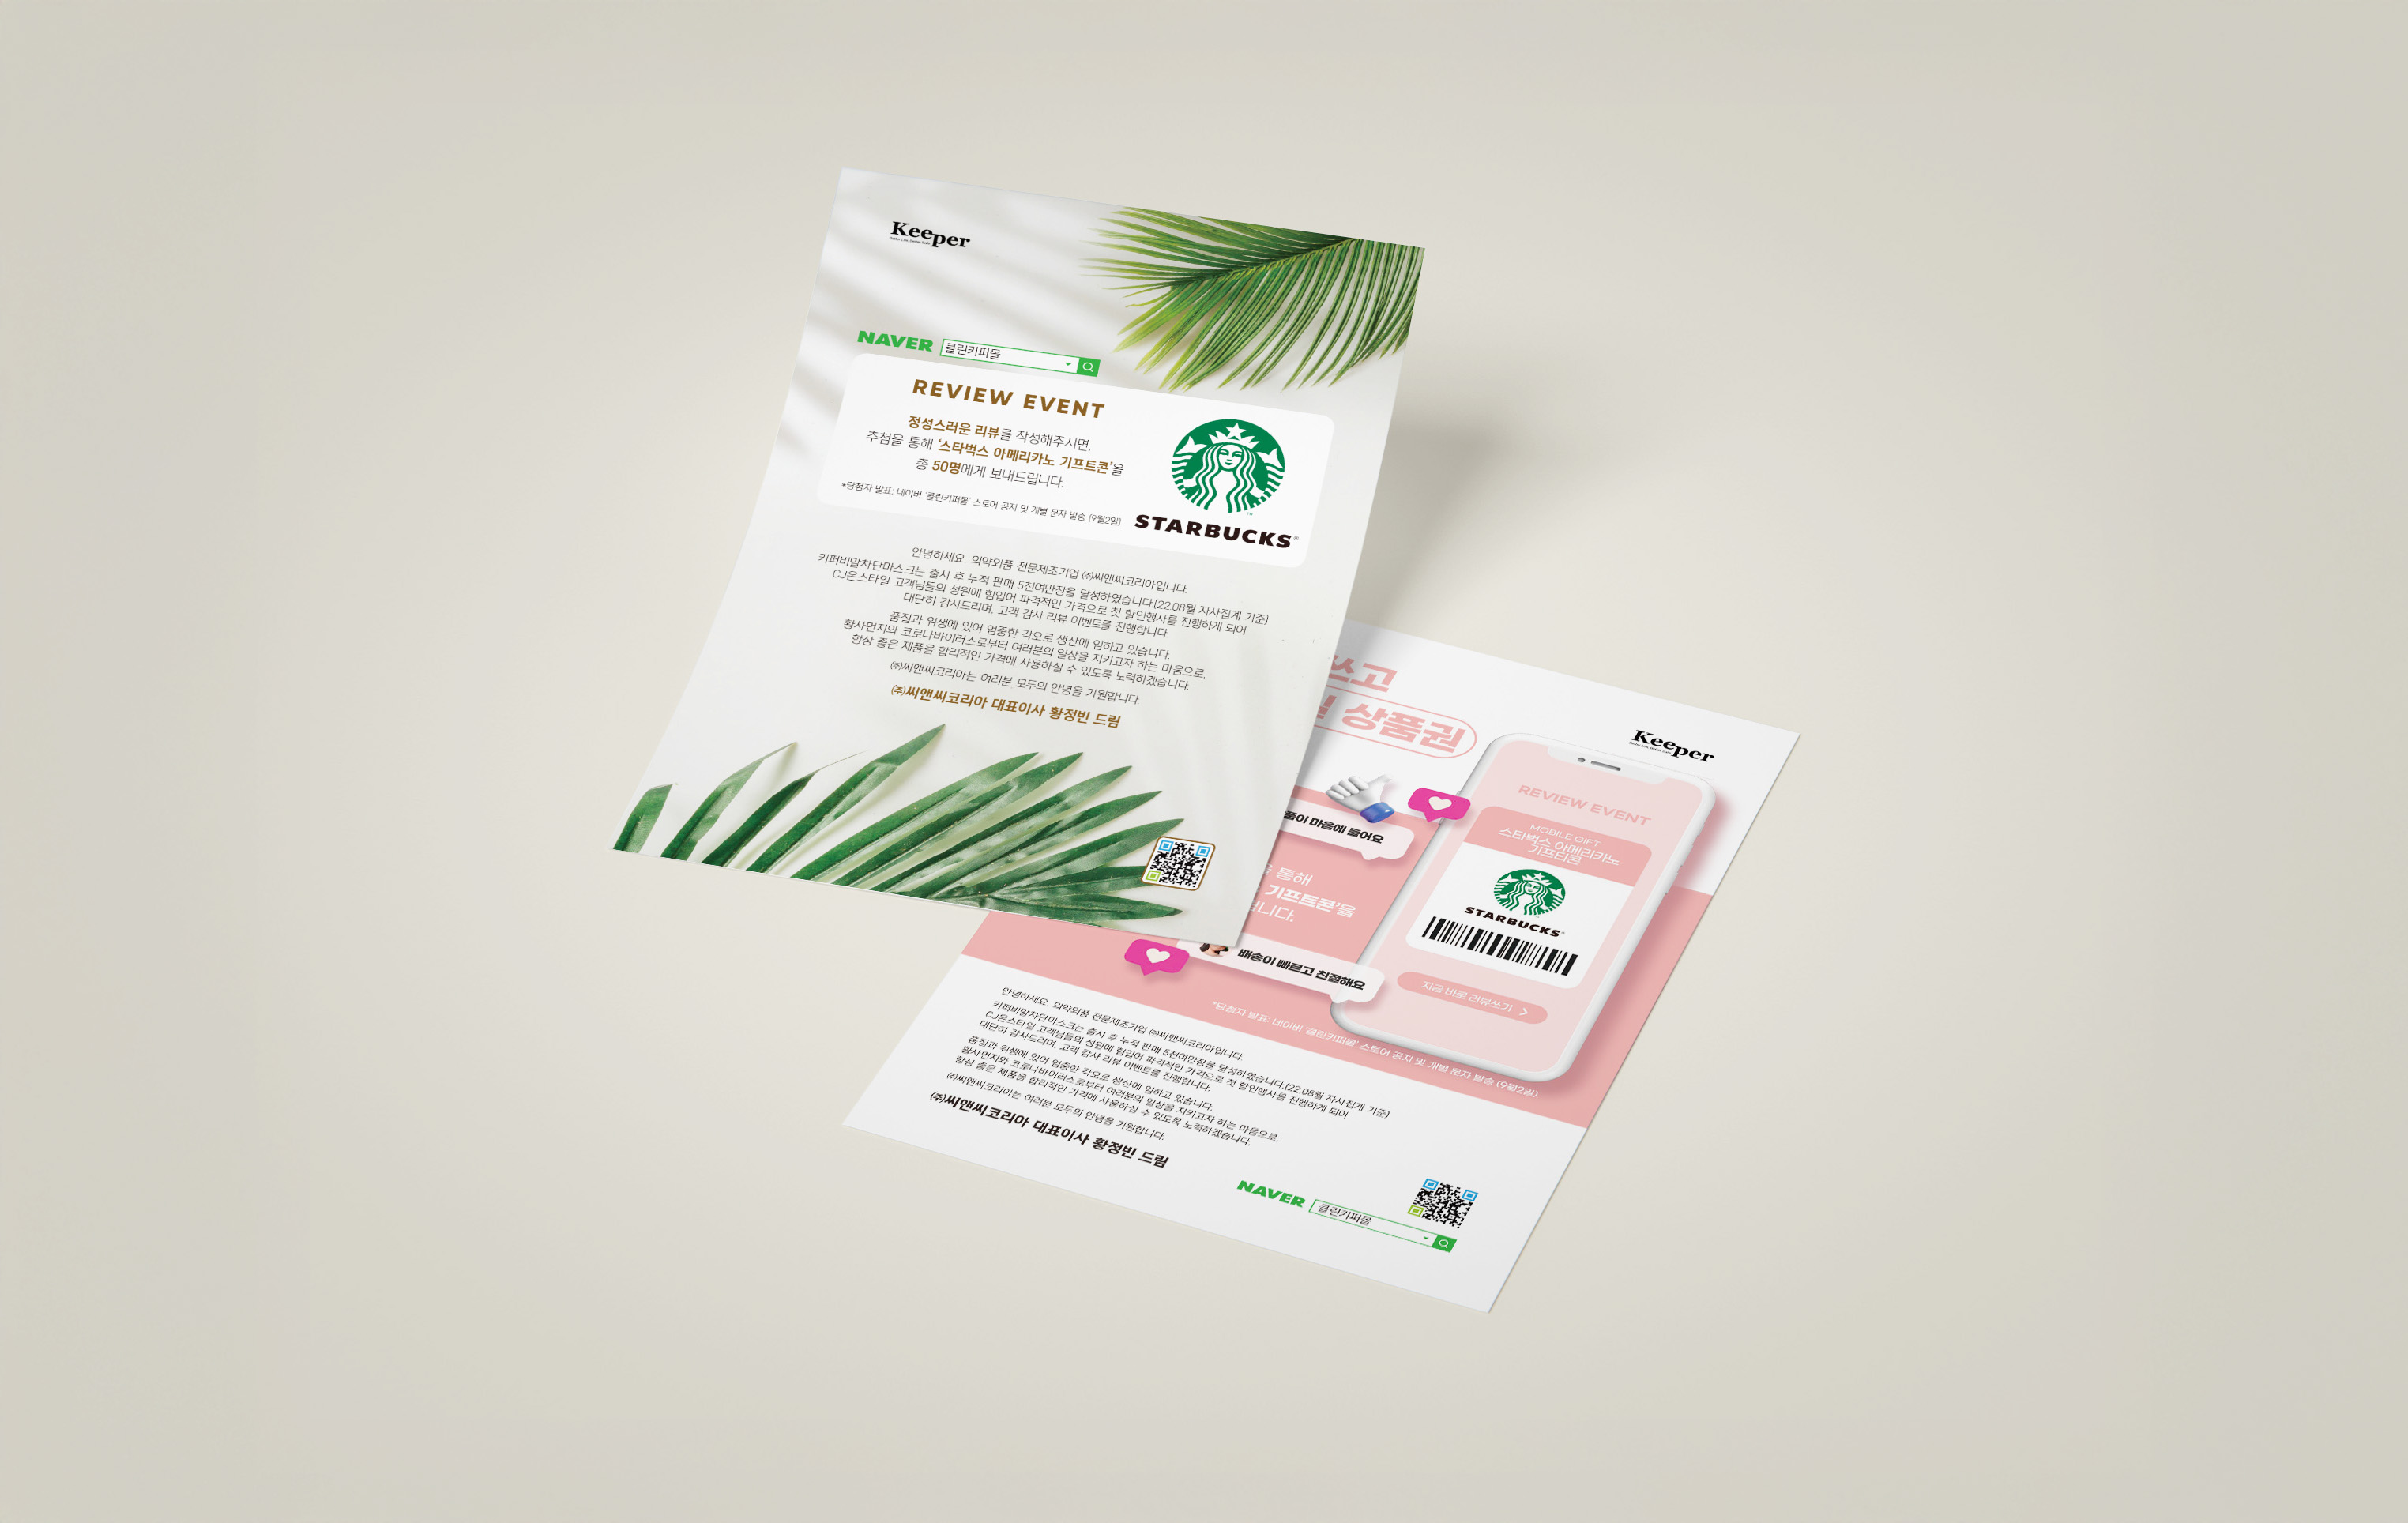 Keeper
NAVER 클린키퍼몰
REVIEW EVENT
정성스러운 리뷰를 작성해주시면,
추첨을 통해 '스타벅스 아메리카노 기프트콘'을
총 50명에게 보내드립니다.
*당첨자 발표: 네이버 '클린키퍼몰' 스토어 공지 및 개별 문자 발송 (9월2일)
STARBUCKS
안녕하세요. 의약외품 전문제조기업 ㈜씨앤씨코리아입니다.
키퍼비말차단마스크는 출시 후 누적 판매 5천여만장을 달성하였습니다.(22.08월 자사집계 기준)
CJ온스타일 고객님들의 성원에 힘입어 파격적인 가격으로 첫 할인행사를 진행하게 되어
대단히 감사드리며, 고객 감사 리뷰 이벤트를 진행합니다.
품질과 위생에 있어 엄중한 각오로 생산에 임하고 있습니다.
황사먼지와 코로나바이러스로부터 여러분의 일상을 지키고자 하는 마음으로,
항상 좋은 제품을 합리적인 가격에 사용하실 수 있도록 노력하겠습니다.
㈜씨앤씨코리아는 여러분 모두의 안녕을 기원합니다.
㈜씨앤씨코리아 대표이사 황정빈 드림
쓰고
상품권
Keeper
REVIEW EVENT
MOBILE GIFT
스타벅스 아메리카노
기프티콘
STARBUCKS
지금 바로 리뷰쓰기 >
품이 마음에 들어요
통해
기프트콘'을
니다.
배송이 빠르고 친절해요
*당첨자 발표: 네이버 '클린키퍼몰' 스토어 공지 및 개별 문자 발송 (9월2일)
안녕하세요. 의약외품 전문제조기업 ㈜씨앤씨코리아입니다.
키퍼비말차단마스크는 출시 후 누적 판매 5천여만장을 달성하였습니다.(22.08월 자사집계 기준)
CJ온스타일 고객님들의 성원에 힘입어 파격적인 가격으로 첫 할인행사를 진행하게 되어
대단히 감사드리며, 고객 감사 리뷰 이벤트를 진행합니다.
품질과 위생에 있어 엄중한 각오로 생산에 임하고 있습니다.
황사먼지와 코로나바이러스로부터 여러분의 일상을 지키고자 하는 마음으로,
항상 좋은 제품을 합리적인 가격에 사용하실 수 있도록 노력하겠습니다.
㈜씨앤씨코리아는 여러분 모두의 안녕을 기원합니다.
㈜씨앤씨코리아 대표이사 황정빈 드림
NAVER 클린키퍼몰